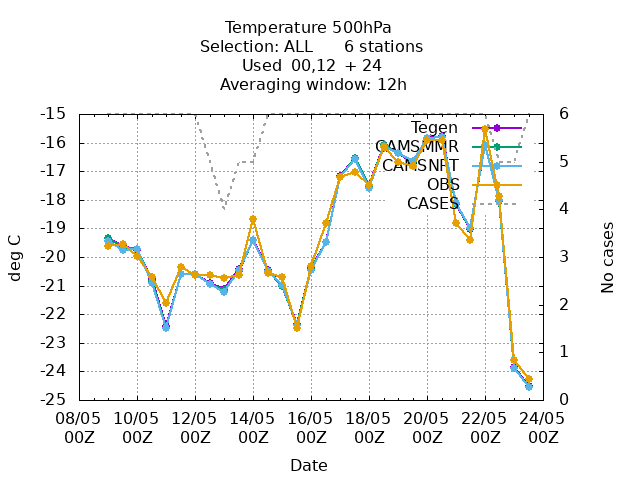 Temperature 500hPa
Selection: ALL 6 stations
Used 00,12 + 24
Averaging window: 12h
-15 6
Tegen
-16 CAMSMMR
-17 5
CAMSNFT
OBS
-18 CASES 4
-19
-20 3
-21
-22 2
-23 1
-24
-25 0
deg C
No cases
08/05 10/05 12/05 14/05 16/05 18/05 20/05 22/05 24/05
00Z 00Z 00Z 00Z 00Z 00Z 00Z 00Z 00Z
Date